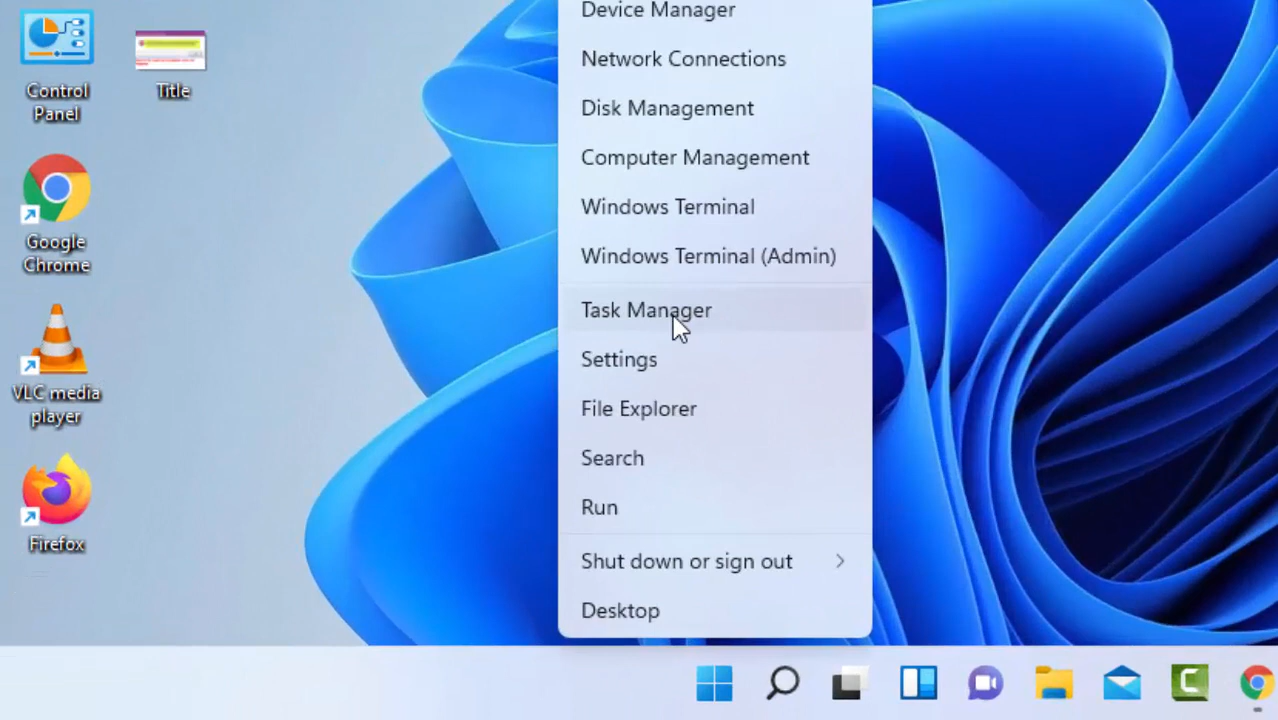 Control
Panel
Title
Google
Chrome
VLC media
player
Firefox
Device Manager
Network Connections
Disk Management
Computer Management
Windows Terminal
Windows Terminal (Admin)
Task Manager
Settings
File Explorer
Search
Run
Shut down or sign out
Desktop